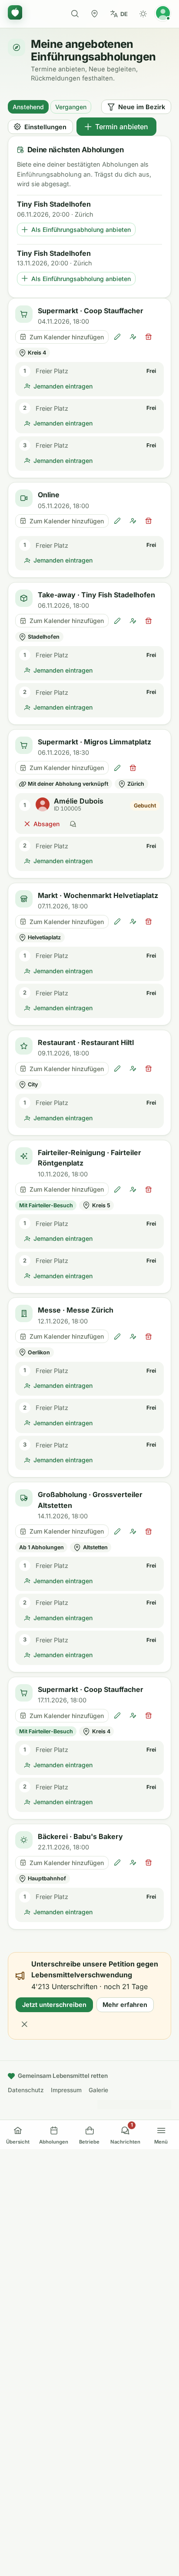 DE
Meine angebotenen
Einführungsabholungen
Termine anbieten, Neue begleiten,
Rückmeldungen festhalten.
Anstehend
Vergangen
Neue im Bezirk
Einstellungen
Termin anbieten
Deine nächsten Abholungen
Biete eine deiner bestätigten Abholungen als
Einführungsabholung an. Trägst du dich aus,
wird sie abgesagt.
Tiny Fish Stadelhofen
06.11.2026, 20:00 · Zürich
Als Einführungsabholung anbieten
Tiny Fish Stadelhofen
13.11.2026, 20:00 · Zürich
Als Einführungsabholung anbieten
Supermarkt · Coop Stauffacher
04.11.2026, 18:00
Zum Kalender hinzufügen
Kreis 4
1 Freier Platz Frei
Jemanden eintragen
2 Freier Platz Frei
Jemanden eintragen
3 Freier Platz Frei
Jemanden eintragen
Online
05.11.2026, 18:00
Zum Kalender hinzufügen
1 Freier Platz Frei
Jemanden eintragen
Take-away · Tiny Fish Stadelhofen
06.11.2026, 18:00
Zum Kalender hinzufügen
Stadelhofen
1 Freier Platz Frei
Jemanden eintragen
2 Freier Platz Frei
Jemanden eintragen
Supermarkt · Migros Limmatplatz
06.11.2026, 18:30
Zum Kalender hinzufügen
Mit deiner Abholung verknüpft
Zürich
1 Amélie Dubois Gebucht
ID 100005
Absagen
2 Freier Platz Frei
Jemanden eintragen
Markt · Wochenmarkt Helvetiaplatz
07.11.2026, 18:00
Zum Kalender hinzufügen
Helvetiaplatz
1 Freier Platz Frei
Jemanden eintragen
2 Freier Platz Frei
Jemanden eintragen
Restaurant · Restaurant Hiltl
09.11.2026, 18:00
Zum Kalender hinzufügen
City
1 Freier Platz Frei
Jemanden eintragen
Fairteiler-Reinigung · Fairteiler
Röntgenplatz
10.11.2026, 18:00
Zum Kalender hinzufügen
Mit Fairteiler-Besuch
Kreis 5
1 Freier Platz Frei
Jemanden eintragen
2 Freier Platz Frei
Jemanden eintragen
Messe · Messe Zürich
12.11.2026, 18:00
Zum Kalender hinzufügen
Oerlikon
1 Freier Platz Frei
Jemanden eintragen
2 Freier Platz Frei
Jemanden eintragen
3 Freier Platz Frei
Jemanden eintragen
Großabholung · Grossverteiler
Altstetten
14.11.2026, 18:00
Zum Kalender hinzufügen
Ab 1 Abholungen
Altstetten
1 Freier Platz Frei
Jemanden eintragen
2 Freier Platz Frei
Jemanden eintragen
3 Freier Platz Frei
Jemanden eintragen
Supermarkt · Coop Stauffacher
17.11.2026, 18:00
Zum Kalender hinzufügen
Mit Fairteiler-Besuch
Kreis 4
1 Freier Platz Frei
Jemanden eintragen
2 Freier Platz Frei
Jemanden eintragen
Bäckerei · Babu's Bakery
22.11.2026, 18:00
Zum Kalender hinzufügen
Hauptbahnhof
1 Freier Platz Frei
Jemanden eintragen
Unterschreibe unsere Petition gegen
Lebensmittelverschwendung
4'213 Unterschriften · noch 21 Tage
Jetzt unterschreiben
Mehr erfahren
Gemeinsam Lebensmittel retten
Datenschutz Impressum Galerie
1
Übersicht Abholungen Betriebe Nachrichten Menü